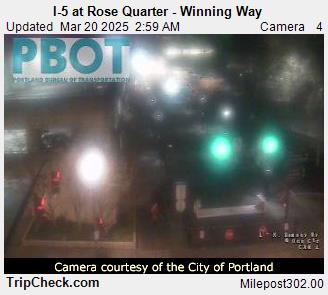 I-5 at Rose Quarter - Winning Way
Updated Mar 20 2025 2:59 AM Camera 4
PBOT
PORTLAND BUREAU OF TRANSPORTATION
Camera courtesy of the City of Portland
TripCheck.com Milepost302.00